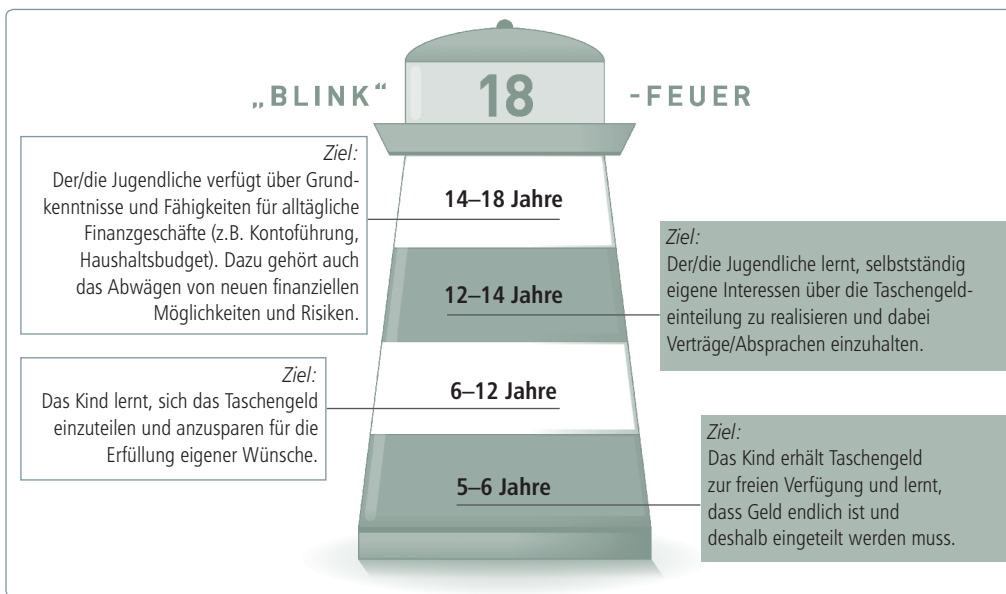 „BLINK“ 18 -FEUER
Ziel:
Der/die Jugendliche verfügt über Grund-
kenntnisse und Fähigkeiten für alltägliche
Finanzgeschäfte (z.B. Kontoführung,
Haushaltsbudget). Dazu gehört auch
das Abwägen von neuen finanziellen
Möglichkeiten und Risiken.
14–18 Jahre
Ziel:
Der/die Jugendliche lernt, selbstständig
eigene Interessen über die Taschengeld-
einteilung zu realisieren und dabei
Verträge/Absprachen einzuhalten.
12–14 Jahre
Ziel:
Das Kind lernt, sich das Taschengeld
einzuteilen und anzusparen für die
Erfüllung eigener Wünsche.
6–12 Jahre
Ziel:
Das Kind erhält Taschengeld
zur freien Verfügung und lernt,
dass Geld endlich ist und
deshalb eingeteilt werden muss.
5–6 Jahre